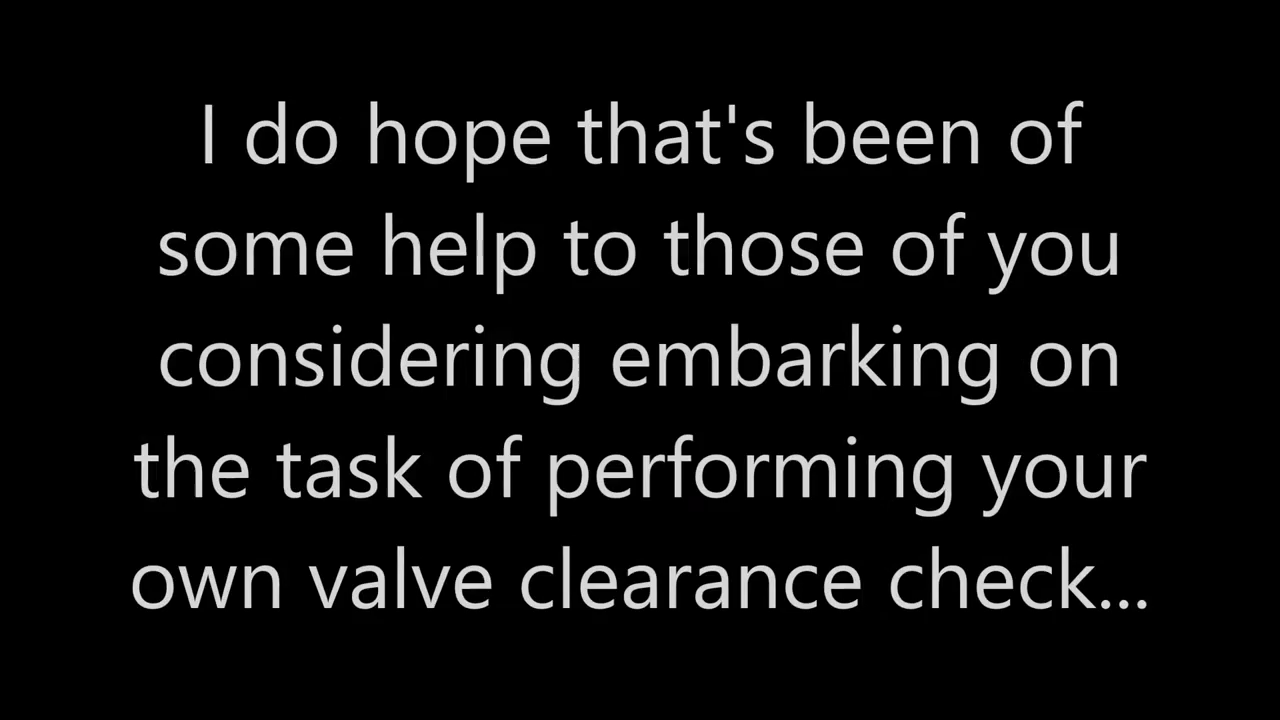 I do hope that's been of
some help to those of you
considering embarking on
the task of performing your
own valve clearance check...